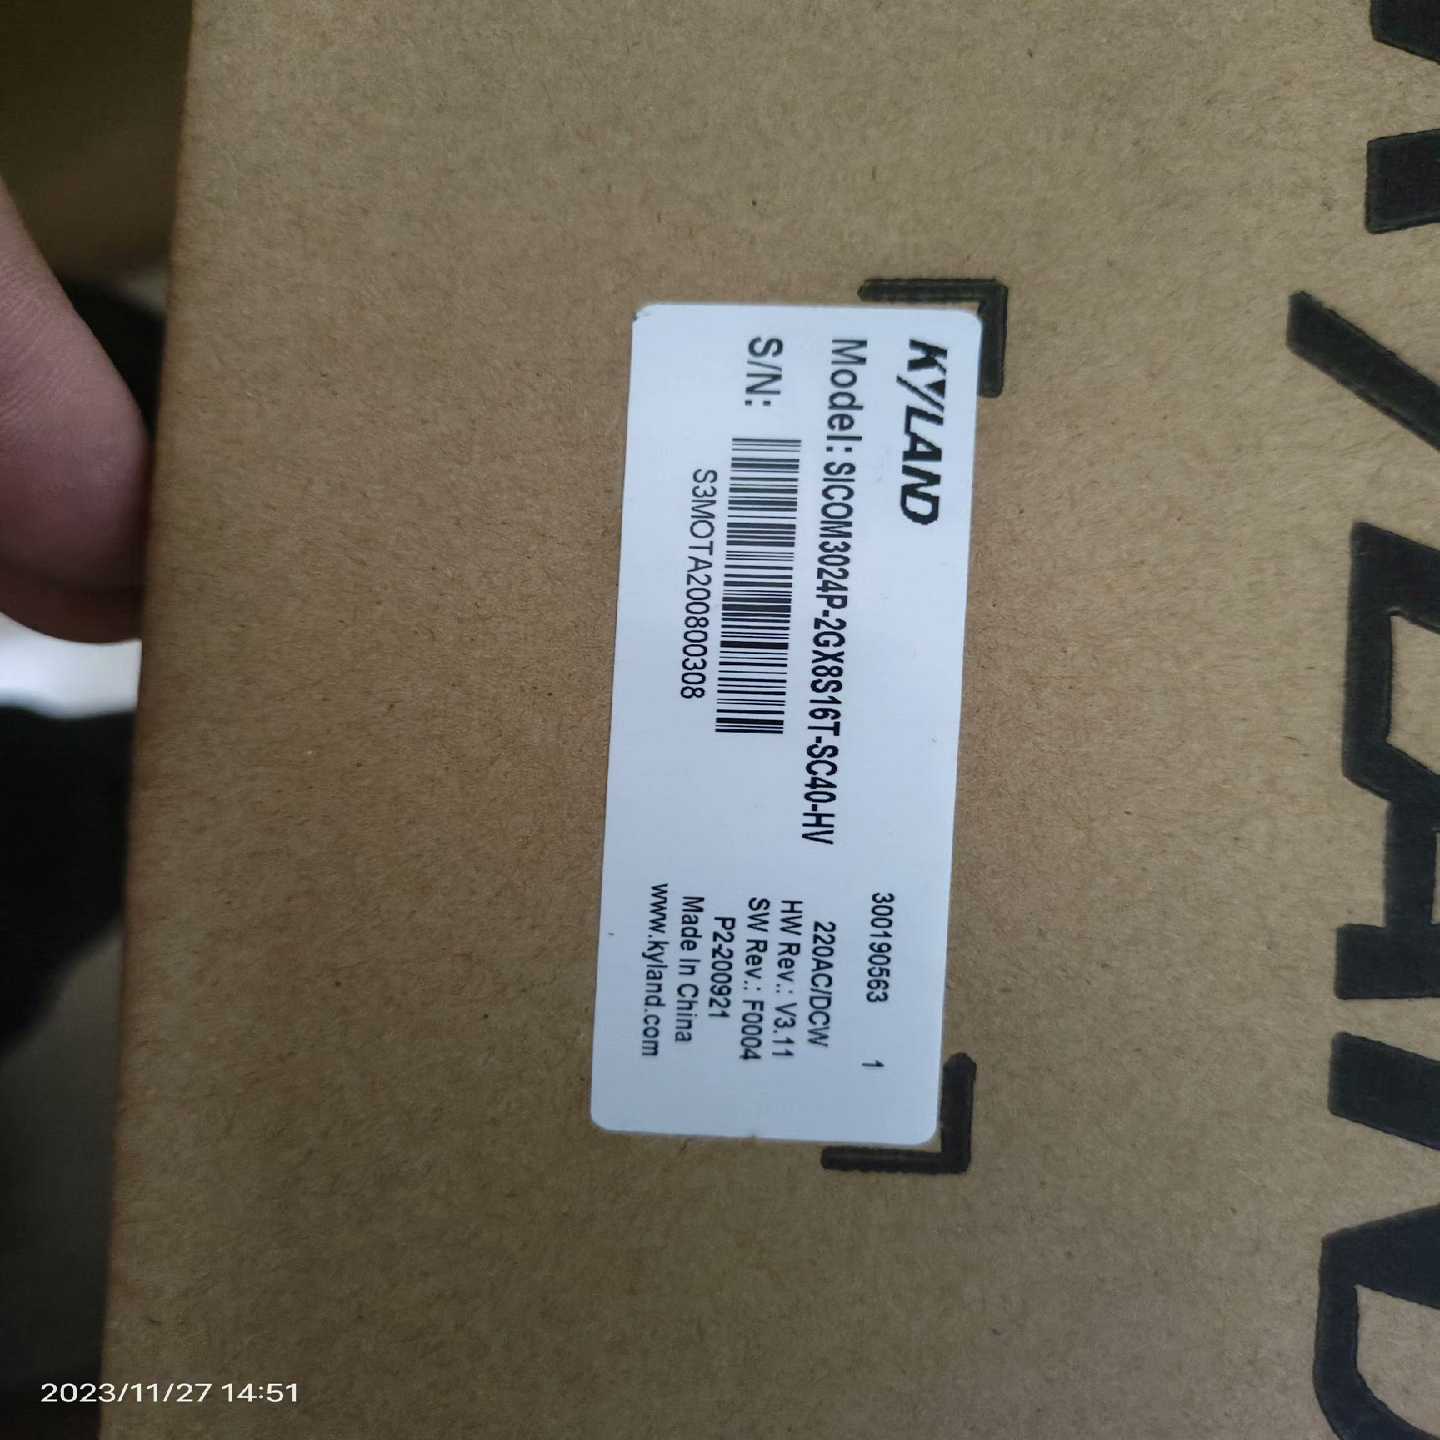 KYLAND
Model: SICOM3024P-2GX8S16T-SC40-HV
S/N:
S3MOTA200800308
300190563 1
220AC/DCW
HW Rev.: V3.11
SW Rev.: F0004
P2-200921
Made In China
www.kyland.com
KYLAND
2023/11/27 14:51